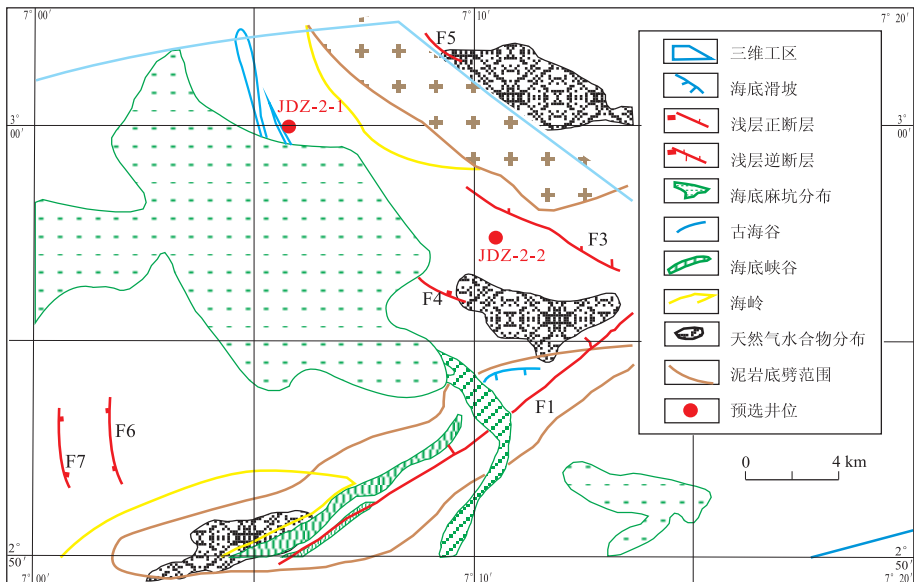 7° 00′
7° 10′
7° 20′
3°
00′
3°
00′
F5
JDZ-2-1
F3
JDZ-2-2
F4
F1
F6
F7
2°
50′
2°
50′
7° 00′
7° 10′
7° 20′
三维工区
海底滑坡
浅层正断层
浅层逆断层
海底麻坑分布
古海谷
海底峡谷
海岭
天然气水合物分布
泥岩底劈范围
预选井位
0 4 km